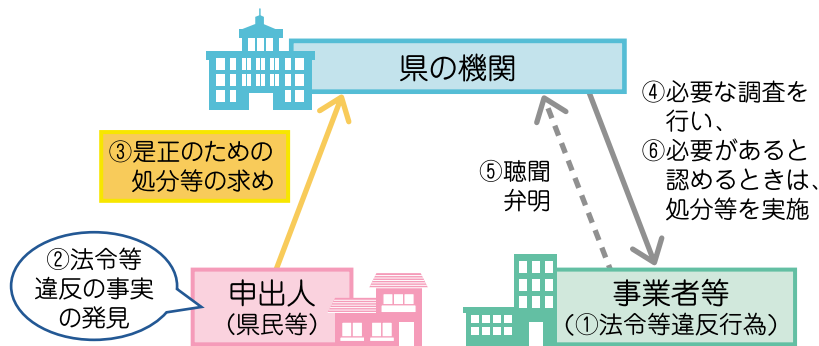 県の機関
④必要な調査を
行い、
⑥必要があると
認めるときは、
処分等を実施
③是正のための
処分等の求め
⑤聴聞
弁明
②法令等
違反の事実
の発見
申出人
（県民等）
事業者等
（①法令等違反行為）